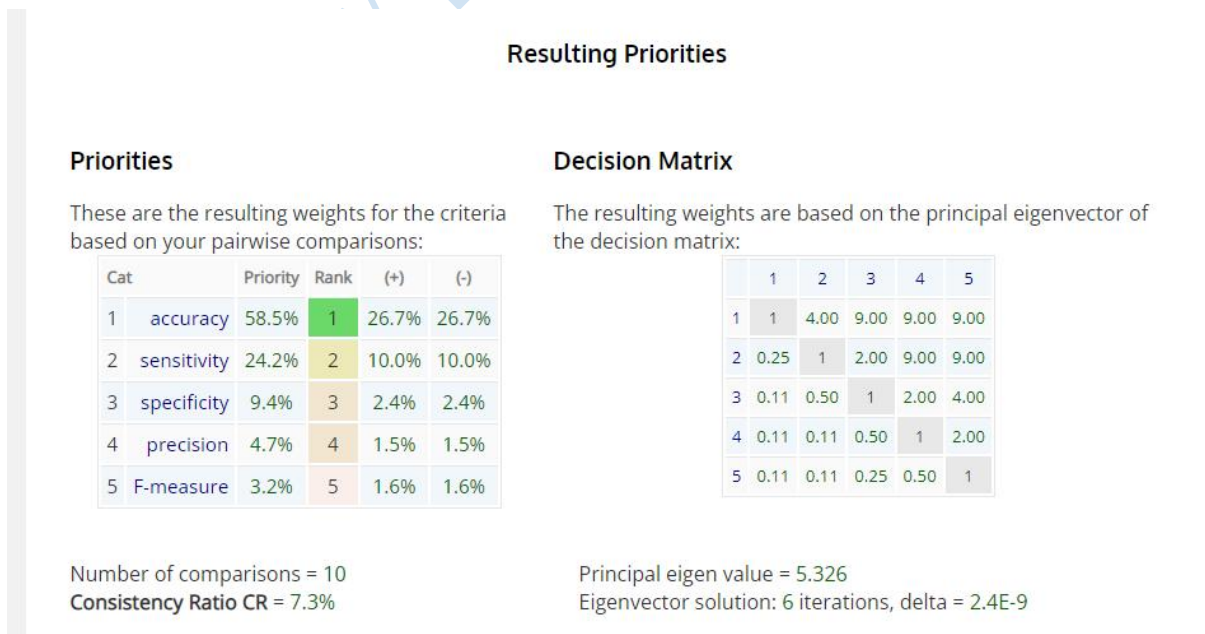 Resulting Priorities
Priorities
These are the resulting weights for the criteria
based on your pairwise comparisons:
Cat Priority Rank (+) (-)
1 accuracy 58.5% 1 26.7% 26.7%
2 sensitivity 24.2% 2 10.0% 10.0%
3 specificity 9.4% 3 2.4% 2.4%
4 precision 4.7% 4 1.5% 1.5%
5 F-measure 3.2% 5 1.6% 1.6%
Number of comparisons = 10
Consistency Ratio CR = 7.3%
Decision Matrix
The resulting weights are based on the principal eigenvector of
the decision matrix:
1 2 3 4 5
1 1 4.00 9.00 9.00 9.00
2 0.25 1 2.00 9.00 9.00
3 0.11 0.50 1 2.00 4.00
4 0.11 0.11 0.50 1 2.00
5 0.11 0.11 0.25 0.50 1
Principal eigen value = 5.326
Eigenvector solution: 6 iterations, delta = 2.4E-9